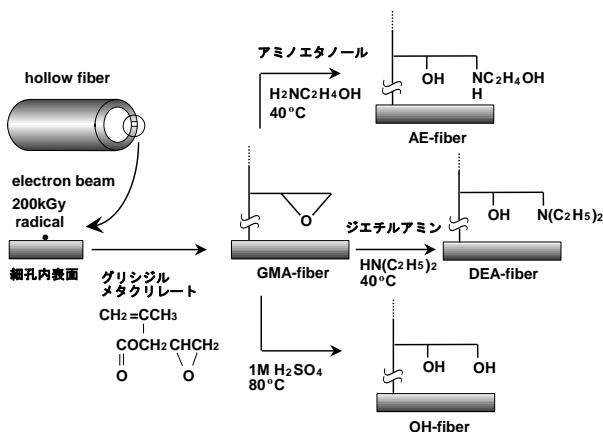 hollow fiber
electron beam
200kGy
radical
細孔内表面
グリシジル
メタクリレート
CH2=CCH3
COCH2CHCH2
O
O
O
GMA-fiber
アミノエタノール
H2NC2H4OH
40°C
OH
NC2H4OH
H
AE-fiber
ジエチルアミン
HN(C2H5)2
40°C
OH
N(C2H5)2
DEA-fiber
1M H2SO4
80°C
OH
OH
OH-fiber